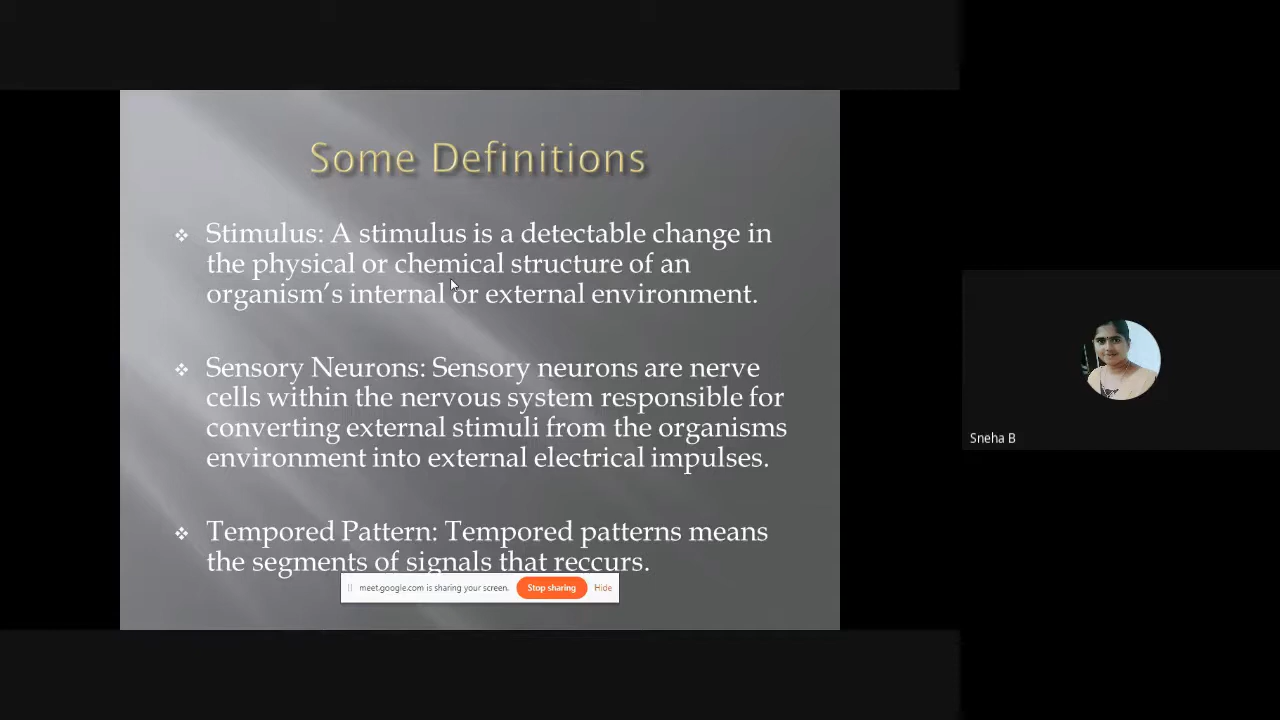 Some Definitions
❖ Stimulus: A stimulus is a detectable change in
the physical or chemical structure of an
organism’s internal or external environment.
❖ Sensory Neurons: Sensory neurons are nerve
cells within the nervous system responsible for
converting external stimuli from the organisms
environment into external electrical impulses.
❖ Tempored Pattern: Tempored patterns means
the segments of signals that reccurs.
meet.google.com is sharing your screen. Stop sharing Hide
Sneha B